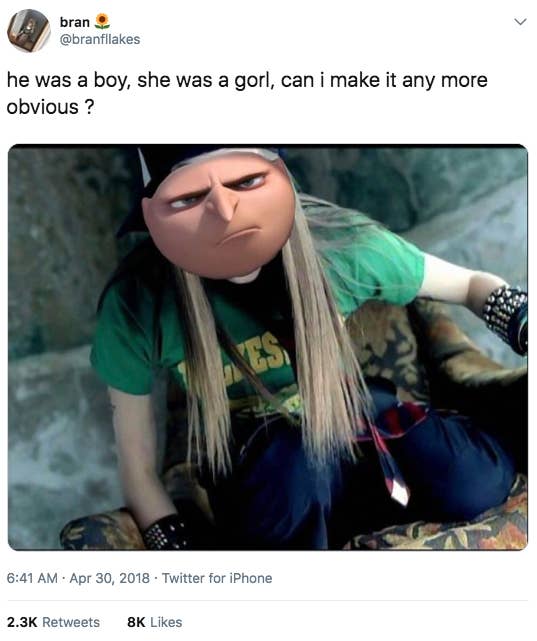 bran 🌻
@branfllakes
he was a boy, she was a gorl, can i make it any more
obvious ?
6:41 AM · Apr 30, 2018 · Twitter for iPhone
2.3K Retweets 8K Likes